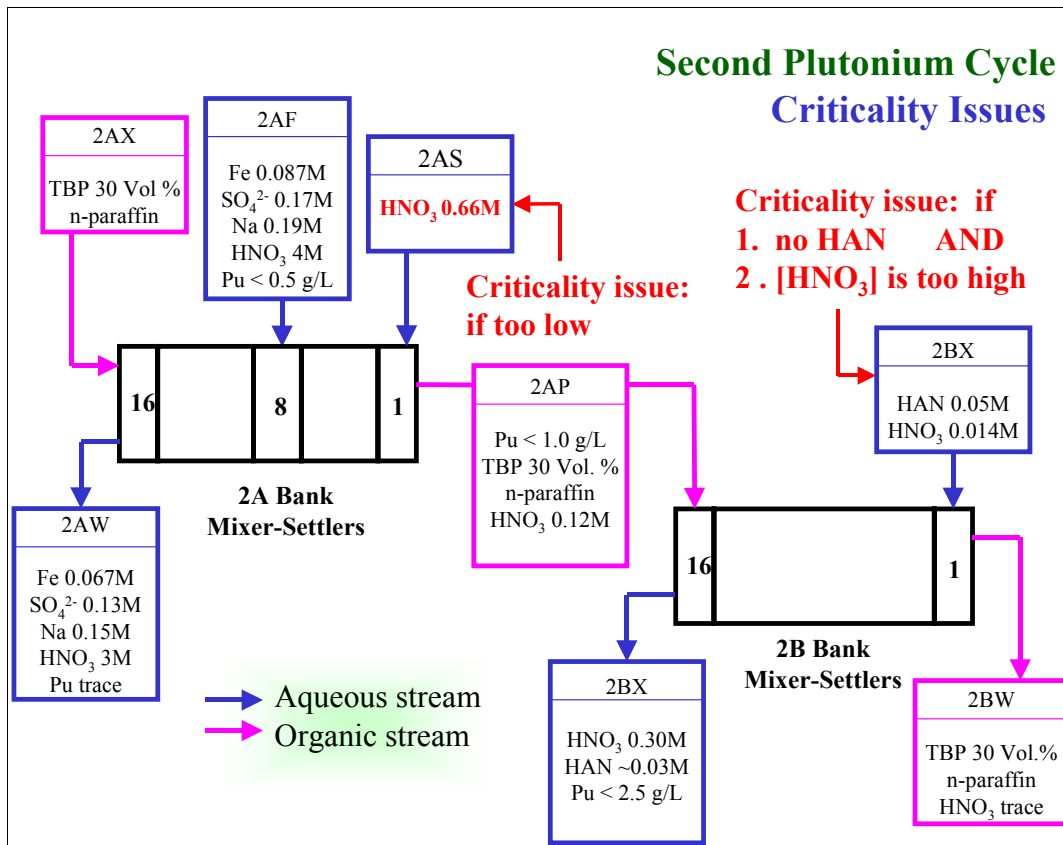 Second Plutonium Cycle
Criticality Issues
2AX
TBP 30 Vol %
n-paraffin
2AF
Fe 0.087M
SO₄²⁻ 0.17M
Na 0.19M
HNO₃ 4M
Pu < 0.5 g/L
2AS
HNO₃ 0.66M
Criticality issue:
if too low
Criticality issue: if
1. no HAN AND
2 . [HNO₃] is too high
16
8
1
2A Bank
Mixer-Settlers
2AP
Pu < 1.0 g/L
TBP 30 Vol. %
n-paraffin
HNO₃ 0.12M
2BX
HAN 0.05M
HNO₃ 0.014M
2AW
Fe 0.067M
SO₄²⁻ 0.13M
Na 0.15M
HNO₃ 3M
Pu trace
16
1
2B Bank
Mixer-Settlers
2BX
HNO₃ 0.30M
HAN ~0.03M
Pu < 2.5 g/L
2BW
TBP 30 Vol.%
n-paraffin
HNO₃ trace
Aqueous stream
Organic stream